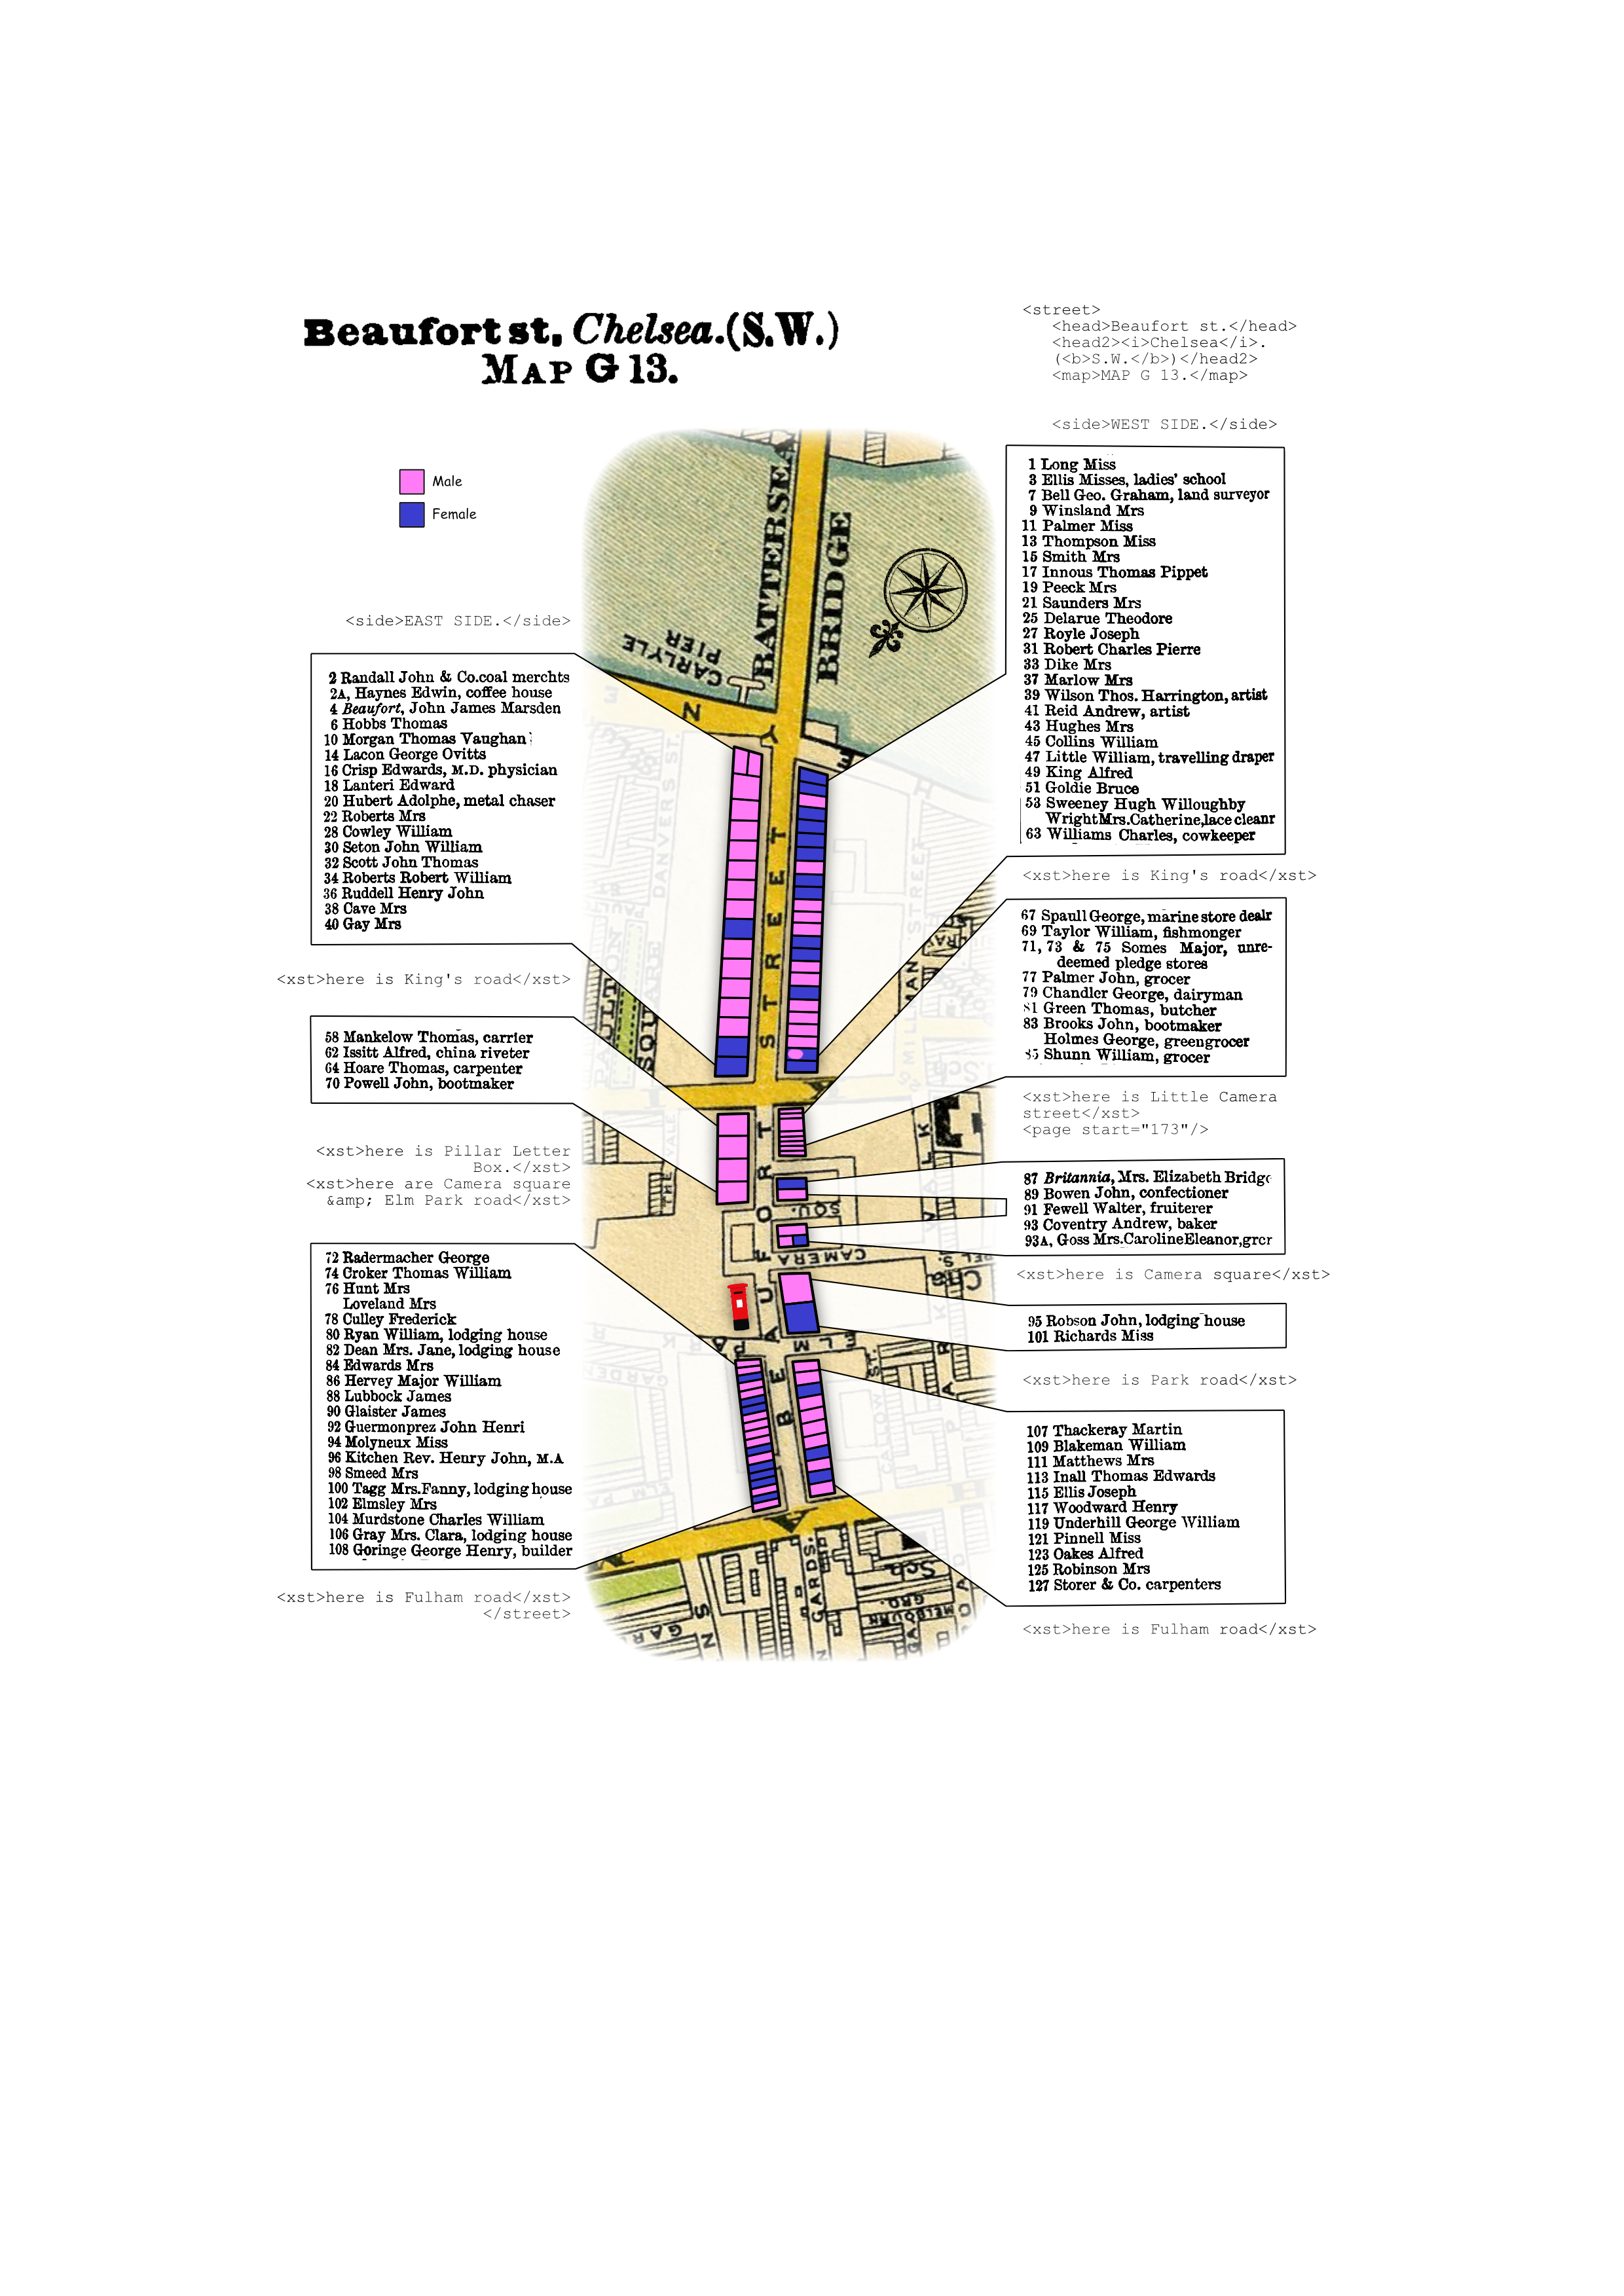 Beaufort st, Chelsea.(S.W.)
MAP G 13.
<street>
<head>Beaufort st.</head>
<head2><i>Chelsea</i>.
(<b>S.W.</b>)</head2>
<map>MAP G 13.</map>
Male
Female
<side>EAST SIDE.</side>
2 Randall John & Co.coal merchts
2A, Haynes Edwin, coffee house
4 Beaufort, John James Marsden
6 Hobbs Thomas
10 Morgan Thomas Vaughan
14 Lacon George Ovitts
16 Crisp Edwards, M.D. physician
18 Lanteri Edward
20 Hubert Adolphe, metal chaser
22 Roberts Mrs
28 Cowley William
30 Seton John William
32 Scott John Thomas
34 Roberts Robert William
36 Ruddell Henry John
38 Cave Mrs
40 Gay Mrs
<xst>here is King's road</xst>
58 Mankelow Thomas, carrier
62 Issitt Alfred, china riveter
64 Hoare Thomas, carpenter
70 Powell John, bootmaker
<xst>here is Pillar Letter
Box.</xst>
<xst>here are Camera square
&amp; Elm Park road</xst>
72 Radermacher George
74 Croker Thomas William
76 Hunt Mrs
Loveland Mrs
78 Culley Frederick
80 Ryan William, lodging house
82 Dean Mrs. Jane, lodging house
84 Edwards Mrs
86 Hervey Major William
88 Lubbock James
90 Glaister James
92 Guermonprez John Henri
94 Molyneux Miss
96 Kitchen Rev. Henry John, M.A
98 Smeed Mrs
100 Tagg Mrs.Fanny, lodging house
102 Elmsley Mrs
104 Murdstone Charles William
106 Gray Mrs. Clara, lodging house
108 Goringe George Henry, builder
<xst>here is Fulham road</xst>
</street>
BATTERSEA
BRIDGE
CARLYLE
PIER
DANVERS ST.
PAULTON
SQUARE
STREET
BEAUFORT
THE VALE
SQU.
CAMERA
ELM PA
GARDS.
MELBOURN
GRO.
<side>WEST SIDE.</side>
1 Long Miss
3 Ellis Misses, ladies' school
7 Bell Geo. Graham, land surveyor
9 Winsland Mrs
11 Palmer Miss
13 Thompson Miss
15 Smith Mrs
17 Innous Thomas Pippet
19 Peeck Mrs
21 Saunders Mrs
25 Delarue Theodore
27 Royle Joseph
31 Robert Charles Pierre
33 Dike Mrs
37 Marlow Mrs
39 Wilson Thos. Harrington, artist
41 Reid Andrew, artist
43 Hughes Mrs
45 Collins William
47 Little William, travelling draper
49 King Alfred
51 Goldie Bruce
53 Sweeney Hugh Willoughby
WrightMrs.Catherine,lace cleanr
63 Williams Charles, cowkeeper
<xst>here is King's road</xst>
67 Spaull George, marine store dealr
69 Taylor William, fishmonger
71, 73 & 75 Somes Major, unre-
deemed pledge stores
77 Palmer John, grocer
79 Chandler George, dairyman
81 Green Thomas, butcher
83 Brooks John, bootmaker
Holmes George, greengrocer
85 Shunn William, grocer
<xst>here is Little Camera
street</xst>
<page start="173"/>
87 Britannia, Mrs. Elizabeth Bridge
89 Bowen John, confectioner
91 Fewell Walter, fruiterer
93 Coventry Andrew, baker
93A, Goss Mrs.CarolineEleanor,grcr
<xst>here is Camera square</xst>
95 Robson John, lodging house
101 Richards Miss
<xst>here is Park road</xst>
107 Thackeray Martin
109 Blakeman William
111 Matthews Mrs
113 Inall Thomas Edwards
115 Ellis Joseph
117 Woodward Henry
119 Underhill George William
121 Pinnell Miss
123 Oakes Alfred
125 Robinson Mrs
127 Storer & Co. carpenters
<xst>here is Fulham road</xst>